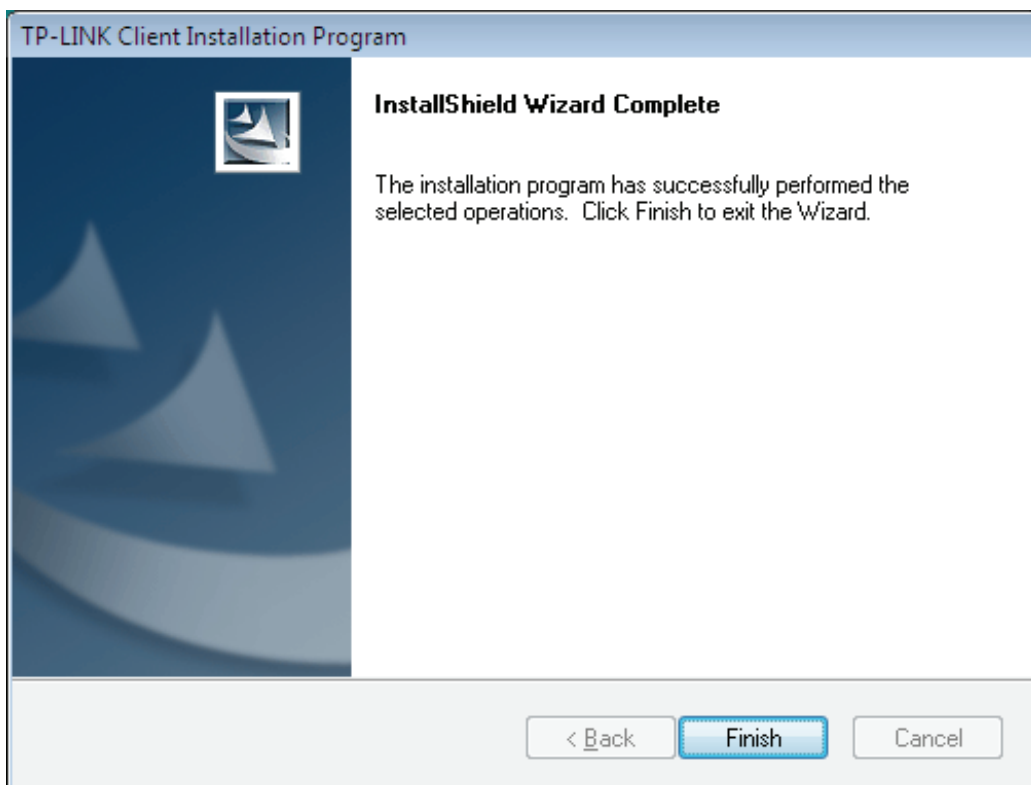 TP-LINK Client Installation Program
InstallShield Wizard Complete
The installation program has successfully performed the
selected operations.  Click Finish to exit the Wizard.
< Back
Finish
Cancel